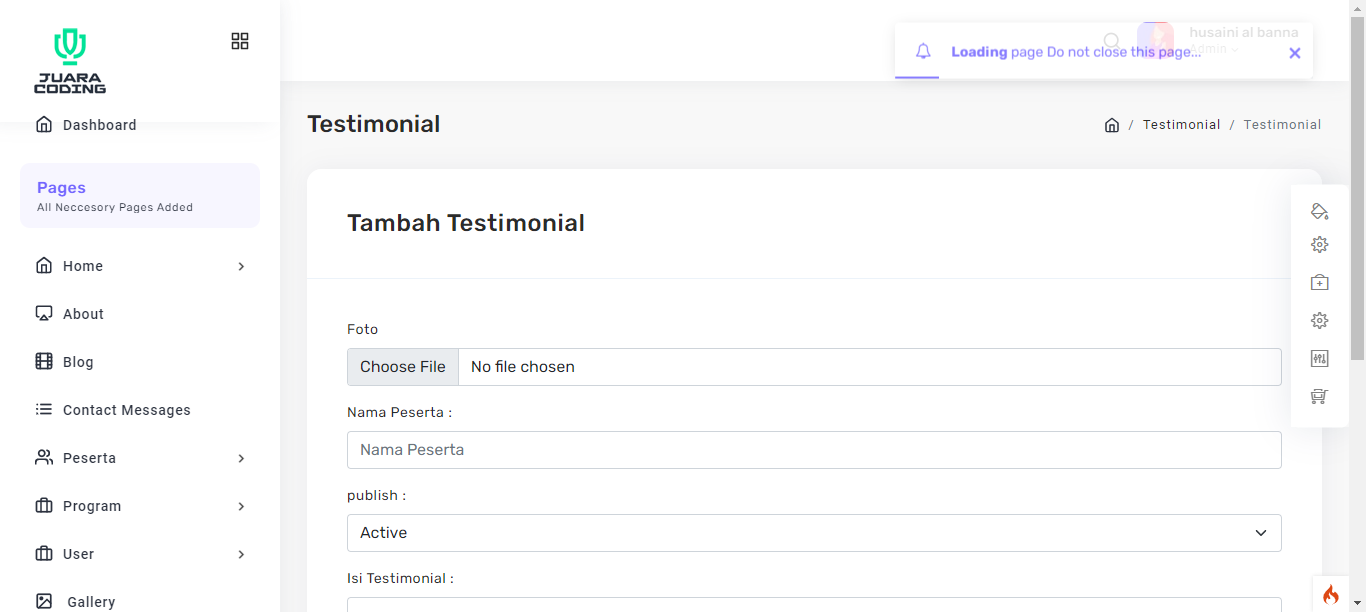 JUARA
CODING
husaini al banna
Admin
Loading page Do not close this page...
Dashboard
Pages
All Neccesory Pages Added
Home
About
Blog
Contact Messages
Peserta
Program
User
Gallery
Testimonial
/ Testimonial / Testimonial
Tambah Testimonial
Foto
Choose File No file chosen
Nama Peserta :
Nama Peserta
publish :
Active
Isi Testimonial :